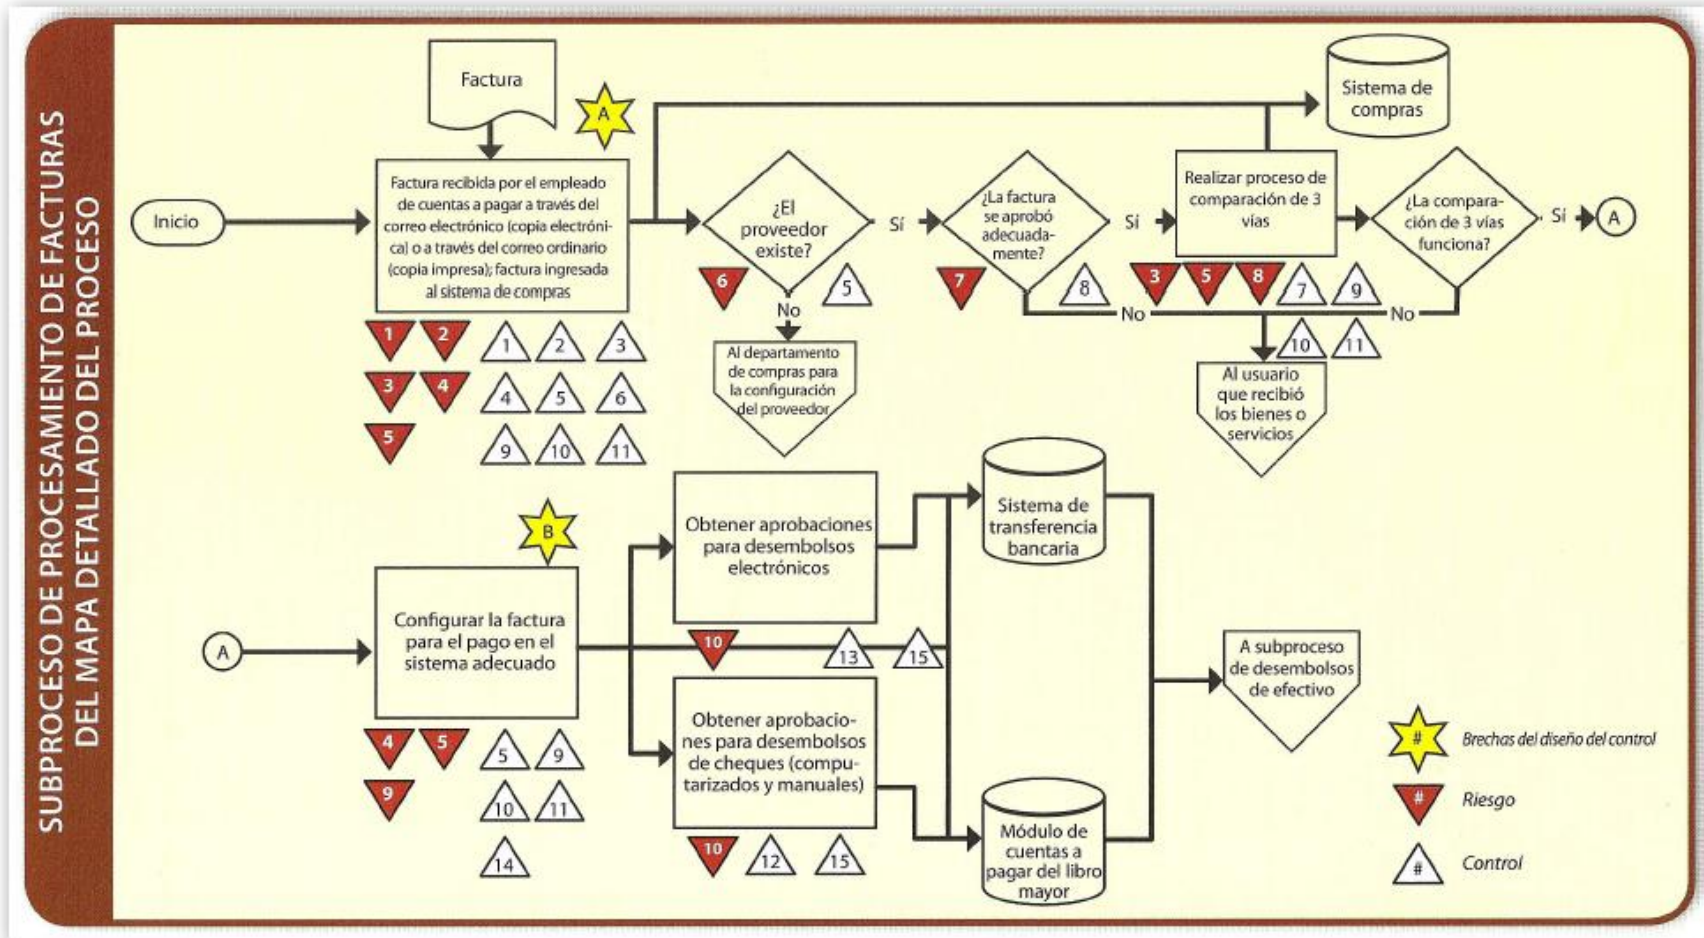 SUBPROCESO DE PROCESAMIENTO DE FACTURAS
DEL MAPA DETALLADO DEL PROCESO
Factura
A
Sistema de
compras
Inicio
Factura recibida por el empleado
de cuentas a pagar a través del
correo electrónico (copia electróni-
ca) o a través del correo ordinario
(copia impresa); factura ingresada
al sistema de compras
¿El
proveedor
existe?
Sí
¿La factura
se aprobó
adecuada-
mente?
Sí
Realizar proceso de
comparación de 3
vías
¿La compara-
ción de 3 vías
funciona?
Sí
A
6
5
7
8
3
5
8
7
9
No
No
No
10
11
1
2
1
2
3
3
4
4
5
6
5
9
10
11
Al departamento
de compras para
la configuración
del proveedor
Al usuario
que recibió
los bienes o
servicios
B
A
Configurar la factura
para el pago en el
sistema adecuado
4
5
5
9
9
10
11
14
Obtener aprobaciones
para desembolsos
electrónicos
10
13
15
Obtener aprobacio-
nes para desembolsos
de cheques (compu-
tarizados y manuales)
10
12
15
Sistema de
transferencia
bancaria
Módulo de
cuentas a
pagar del libro
mayor
A subproceso
de desembolsos
de efectivo
# Brechas del diseño del control
# Riesgo
# Control